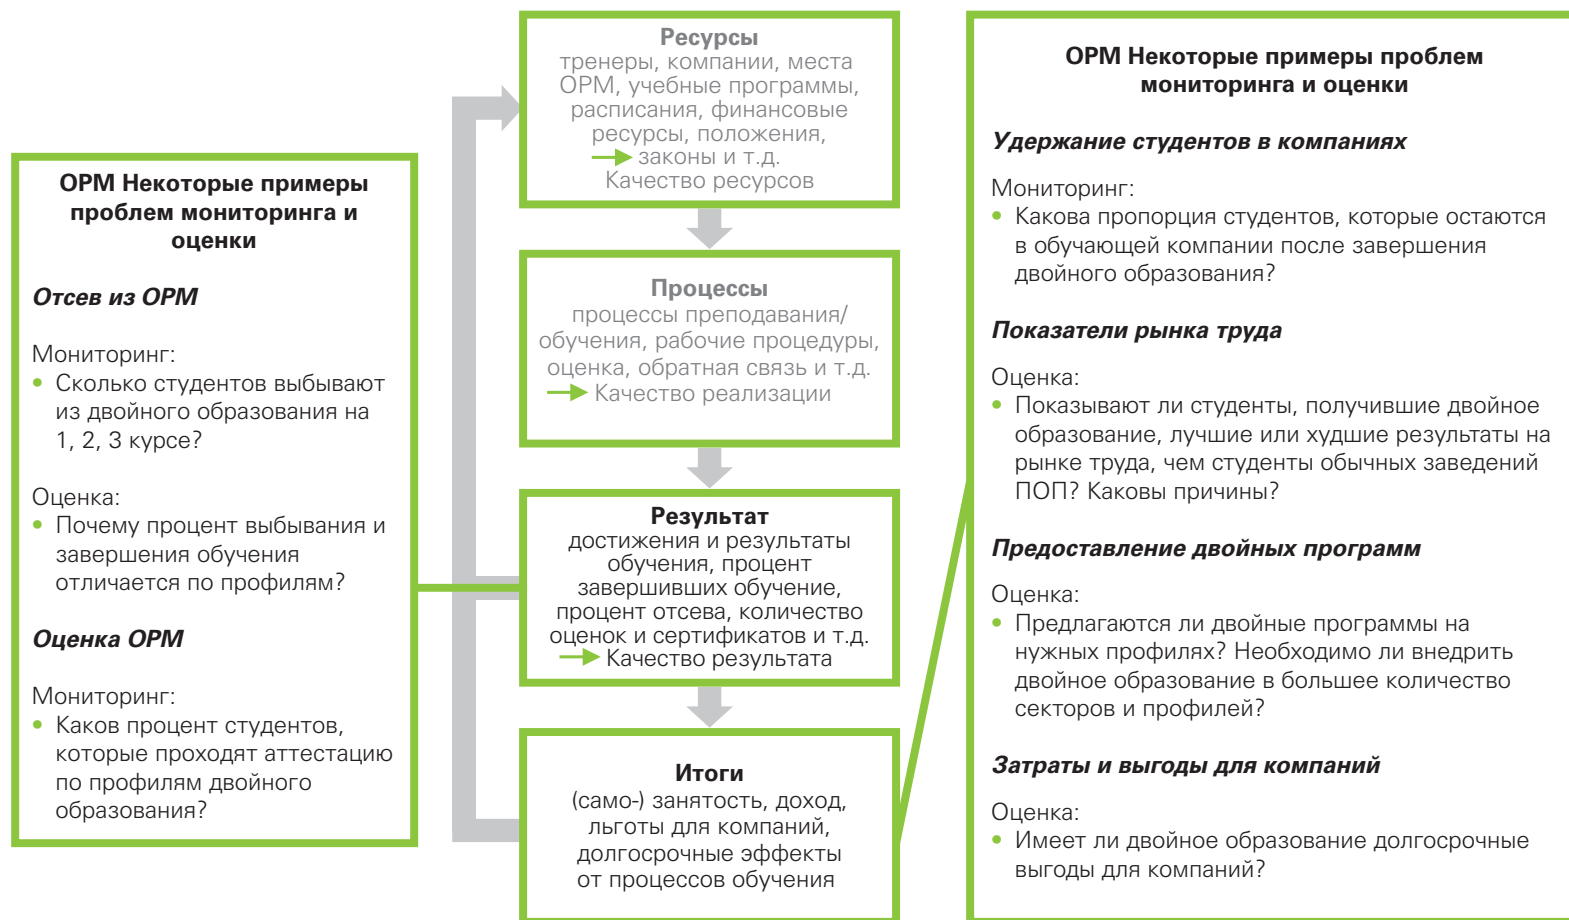 ОРМ Некоторые примеры
проблем мониторинга и
оценки
Отсев из ОРМ
Мониторинг:
• Сколько студентов выбывают
из двойного образования на
1, 2, 3 курсе?
Оценка:
• Почему процент выбывания и
завершения обучения
отличается по профилям?
Оценка ОРМ
Мониторинг:
• Каков процент студентов,
которые проходят аттестацию
по профилям двойного
образования?
Ресурсы
тренеры, компании, места
ОРМ, учебные программы,
расписания, финансовые
ресурсы, положения,
законы и т.д.
Качество ресурсов
Процессы
процессы преподавания/
обучения, рабочие процедуры,
оценка, обратная связь и т.д.
Качество реализации
Результат
достижения и результаты
обучения, процент
завершивших обучение,
процент отсева, количество
оценок и сертификатов и т.д.
Качество результата
Итоги
(само-) занятость, доход,
льготы для компаний,
долгосрочные эффекты
от процессов обучения
ОРМ Некоторые примеры проблем
мониторинга и оценки
Удержание студентов в компаниях
Мониторинг:
• Какова пропорция студентов, которые остаются
в обучающей компании после завершения
двойного образования?
Показатели рынка труда
Оценка:
• Показывают ли студенты, получившие двойное
образование, лучшие или худшие результаты на
рынке труда, чем студенты обычных заведений
ПОП? Каковы причины?
Предоставление двойных программ
Оценка:
• Предлагаются ли двойные программы на
нужных профилях? Необходимо ли внедрить
двойное образование в большее количество
секторов и профилей?
Затраты и выгоды для компаний
Оценка:
• Имеет ли двойное образование долгосрочные
выгоды для компаний?